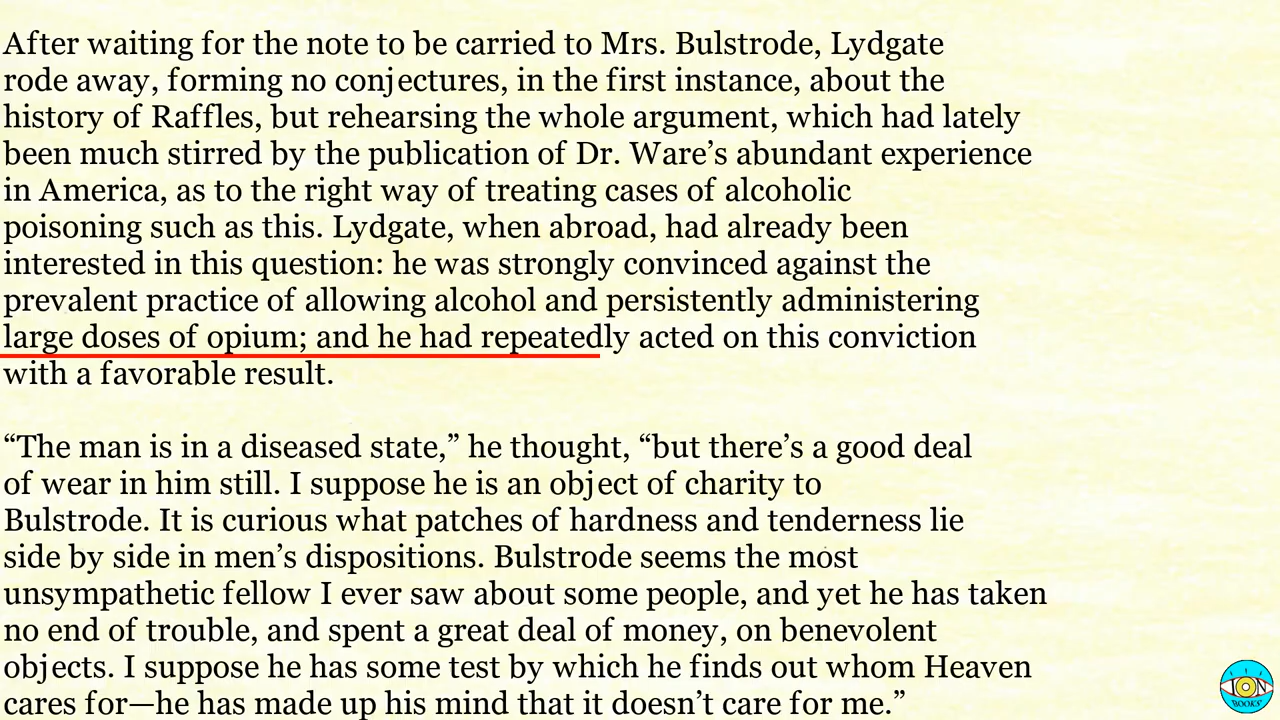 After waiting for the note to be carried to Mrs. Bulstrode, Lydgate
rode away, forming no conjectures, in the first instance, about the
history of Raffles, but rehearsing the whole argument, which had lately
been much stirred by the publication of Dr. Ware’s abundant experience
in America, as to the right way of treating cases of alcoholic
poisoning such as this. Lydgate, when abroad, had already been
interested in this question: he was strongly convinced against the
prevalent practice of allowing alcohol and persistently administering
large doses of opium; and he had repeatedly acted on this conviction
with a favorable result.

“The man is in a diseased state,” he thought, “but there’s a good deal
of wear in him still. I suppose he is an object of charity to
Bulstrode. It is curious what patches of hardness and tenderness lie
side by side in men’s dispositions. Bulstrode seems the most
unsympathetic fellow I ever saw about some people, and yet he has taken
no end of trouble, and spent a great deal of money, on benevolent
objects. I suppose he has some test by which he finds out whom Heaven
cares for—he has made up his mind that it doesn’t care for me.”
ION
BOOKS